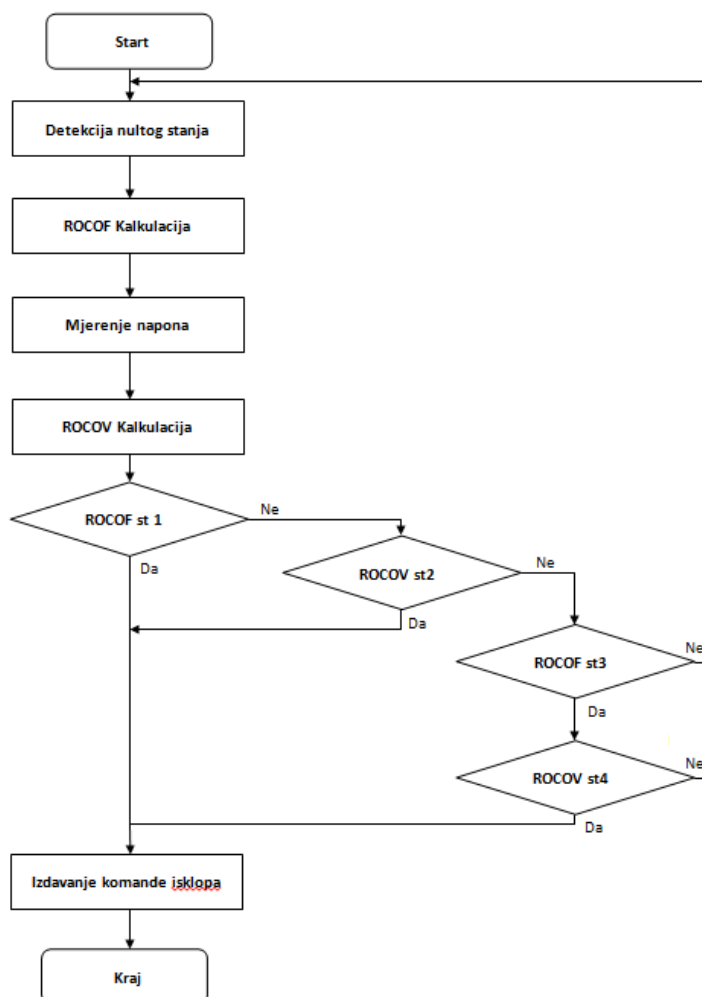 Start
Detekcija nultog stanja
ROCOF Kalkulacija
Mjerenje napona
ROCOV Kalkulacija
ROCOF st 1
Ne
Da
ROCOV st2
Ne
Da
ROCOF st3
Ne
Da
ROCOV st4
Ne
Da
Izdavanje komande isklopa
Kraj